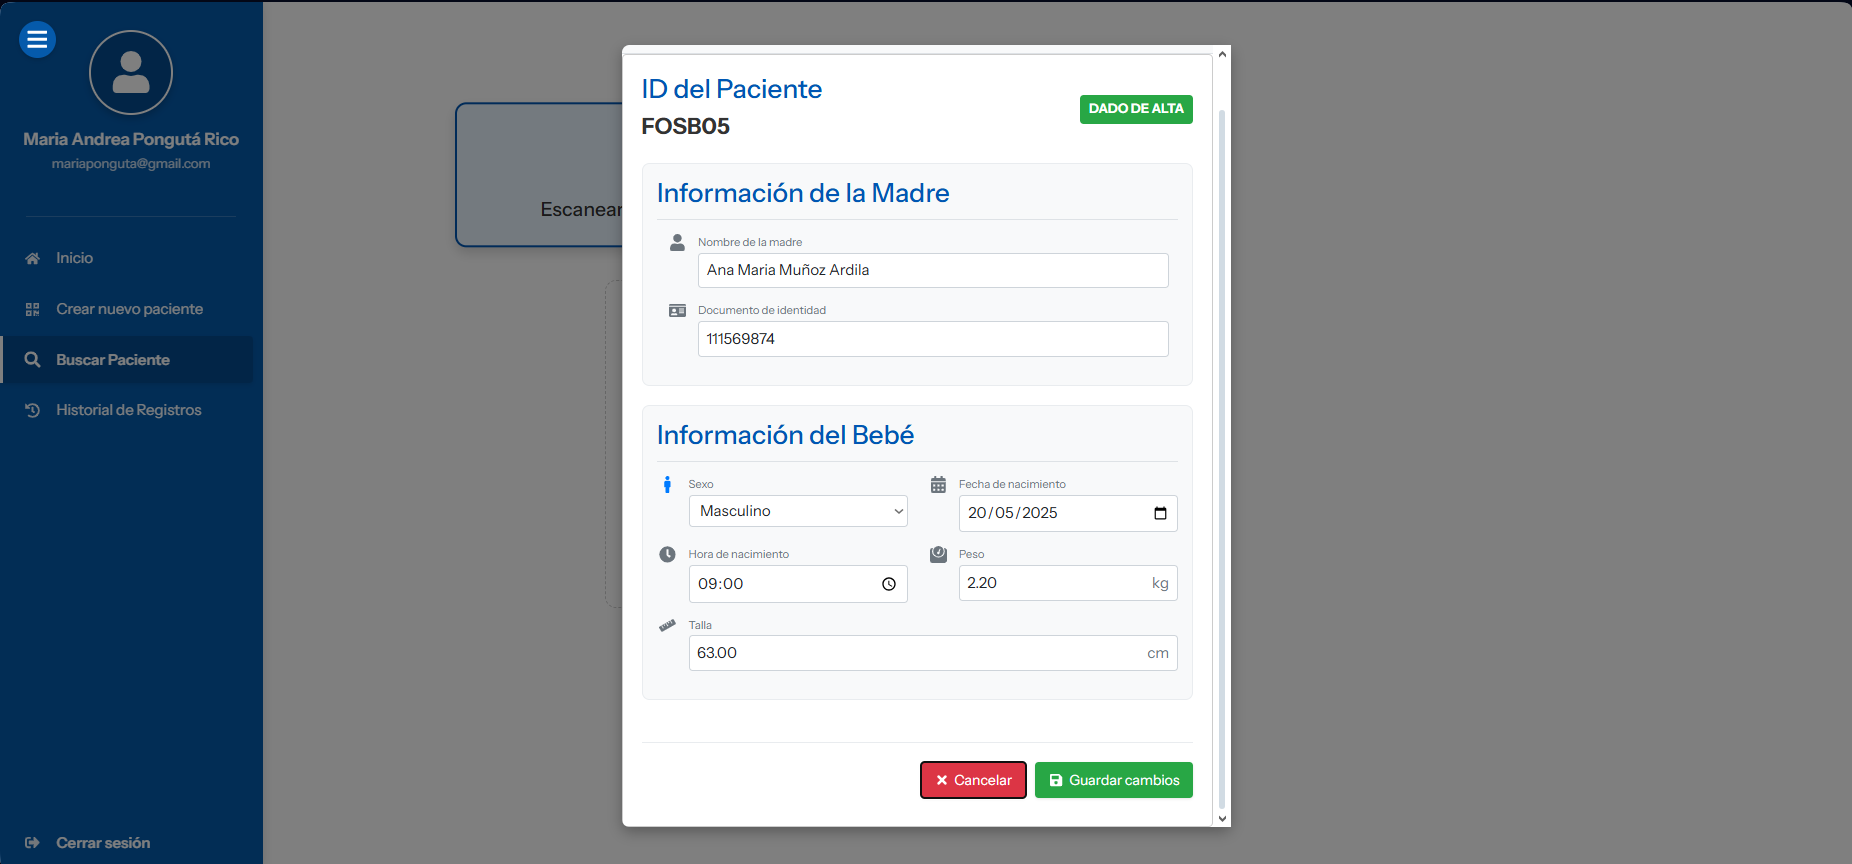 Maria Andrea Pongutá Rico
mariaponguta@gmail.com
Inicio
Crear nuevo paciente
Buscar Paciente
Historial de Registros
Cerrar sesión
Escanear
ID del Paciente
FOSB05
DADO DE ALTA
Información de la Madre
Nombre de la madre
Ana Maria Muñoz Ardila
Documento de identidad
111569874
Información del Bebé
Sexo
Masculino
Fecha de nacimiento
20/05/2025
Hora de nacimiento
09:00
Peso
2.20 kg
Talla
63.00 cm
Cancelar
Guardar cambios